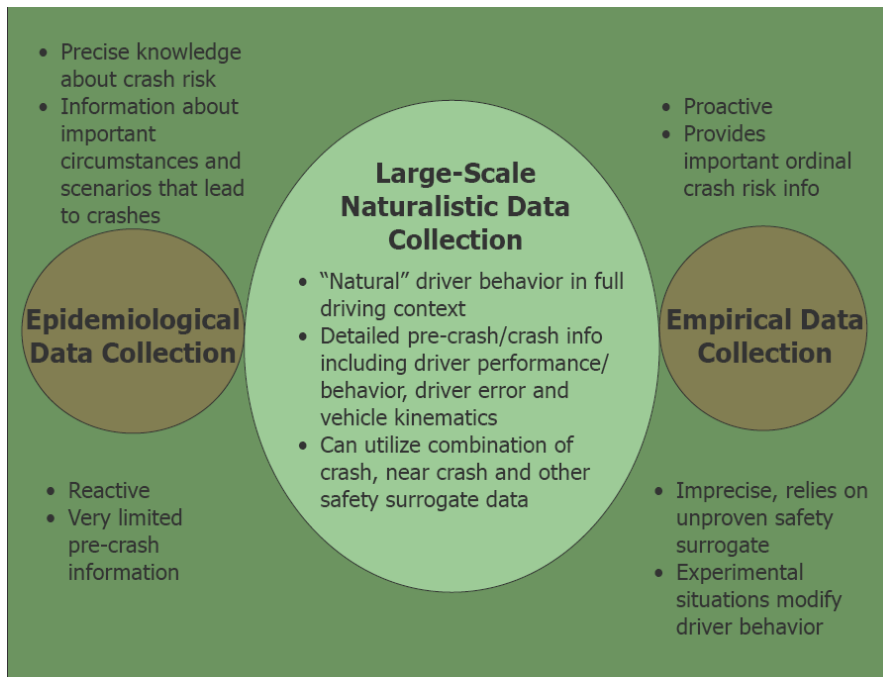 • Precise knowledge
about crash risk
• Information about
important
circumstances and
scenarios that lead
to crashes
Epidemiological
Data Collection
• Reactive
• Very limited
pre-crash
information
Large-Scale
Naturalistic Data
Collection
• “Natural” driver behavior in full
driving context
• Detailed pre-crash/crash info
including driver performance/
behavior, driver error and
vehicle kinematics
• Can utilize combination of
crash, near crash and other
safety surrogate data
• Proactive
• Provides
important ordinal
crash risk info
Empirical Data
Collection
• Imprecise, relies on
unproven safety
surrogate
• Experimental
situations modify
driver behavior